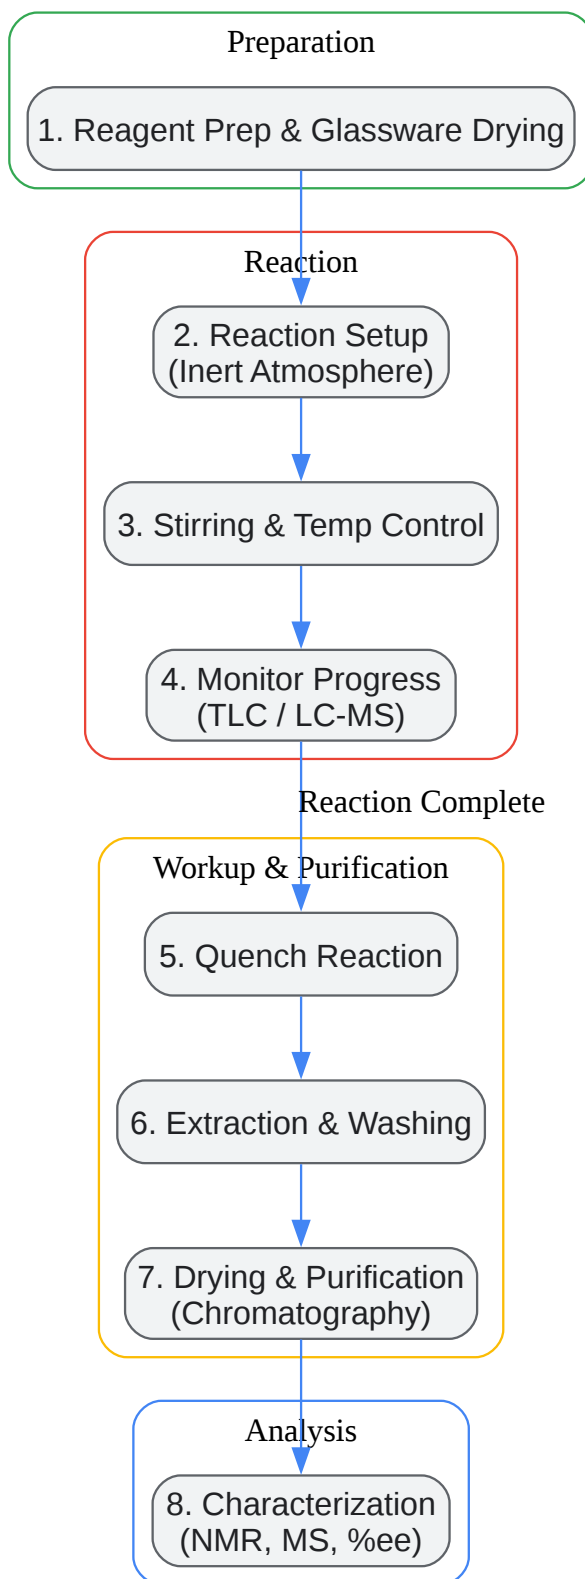 Preparation
1. Reagent Prep & Glassware Drying
Reaction
2. Reaction Setup
(Inert Atmosphere)
3. Stirring & Temp Control
4. Monitor Progress
(TLC / LC-MS)
Reaction Complete
Workup & Purification
5. Quench Reaction
6. Extraction & Washing
7. Drying & Purification
(Chromatography)
Analysis
8. Characterization
(NMR, MS, %ee)